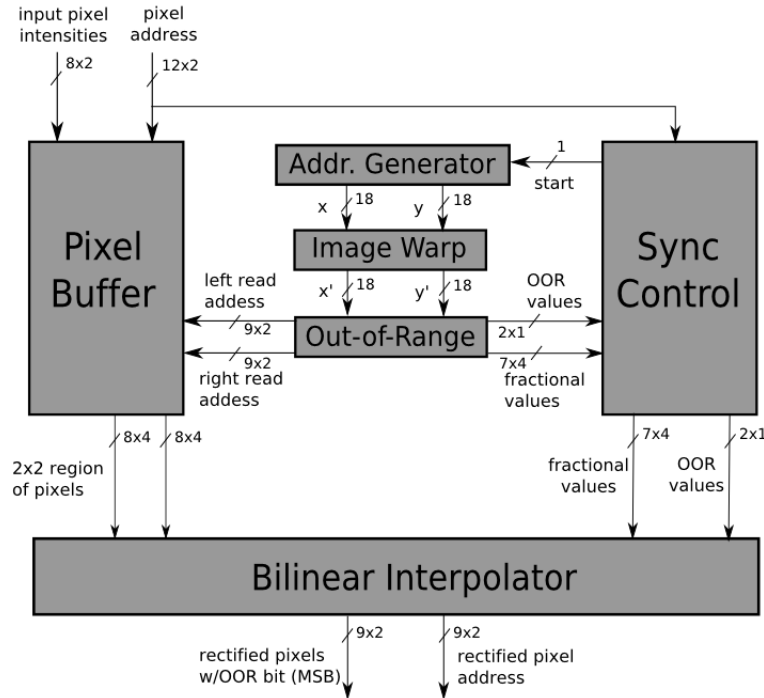 input pixel
intensities
pixel
address
8x2
12x2
Addr. Generator
1
start
x
18
y
18
Pixel
Buffer
Image Warp
Sync
Control
left read
addess
x'
18
y'
18
OOR
values
9x2
Out-of-Range
2x1
9x2
7x4
right read
addess
fractional
values
8x4
8x4
7x4
2x1
2x2 region
of pixels
fractional
values
OOR
values
Bilinear Interpolator
9x2
9x2
rectified pixels
w/OOR bit (MSB)
rectified pixel
address